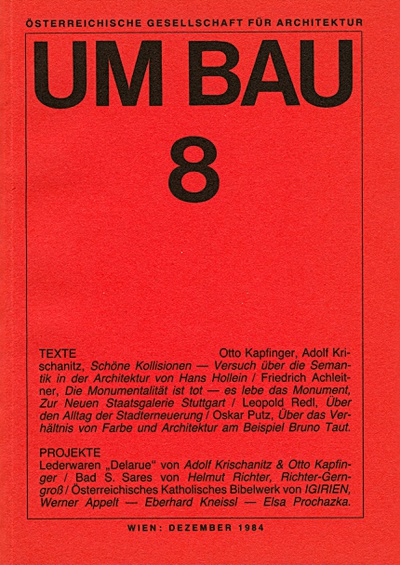 ÖSTERREICHISCHE GESELLSCHAFT FÜR ARCHITEKTUR
UM BAU
8
TEXTE Otto Kapfinger, Adolf Kri-
schanitz, Schöne Kollisionen — Versuch über die Seman-
tik in der Architektur von Hans Hollein / Friedrich Achleit-
ner, Die Monumentalität ist tot — es lebe das Monument,
Zur Neuen Staatsgalerie Stuttgart / Leopold Redl, Über
den Alltag der Stadterneuerung / Oskar Putz, Über das Ver-
hältnis von Farbe und Architektur am Beispiel Bruno Taut.
PROJEKTE
Lederwaren „Delarue" von Adolf Krischanitz & Otto Kapfin-
ger / Bad S. Sares von Helmut Richter, Richter-Gern-
groß / Österreichisches Katholisches Bibelwerk von IGIRIEN,
Werner Appelt — Eberhard Kneissl — Elsa Prochazka.
WIEN: DEZEMBER 1984